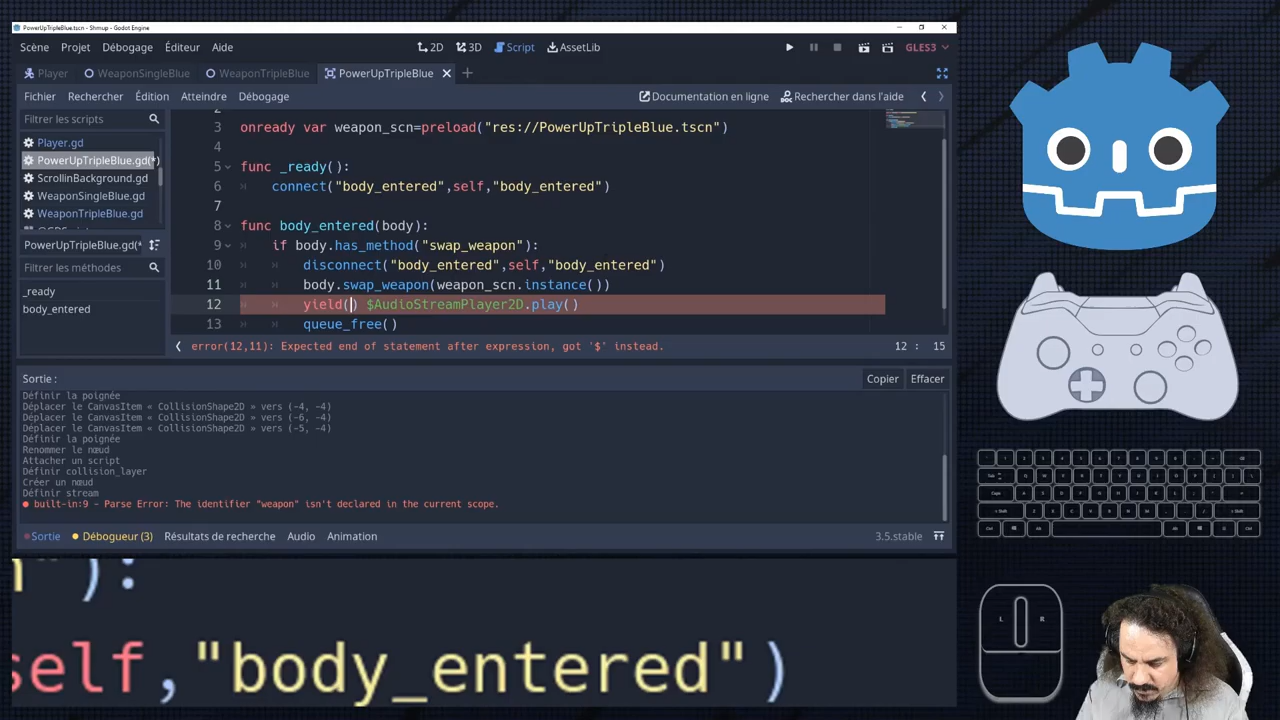 PowerUpTripleBlue.tscn - Shmup - Godot Engine
Scène Projet Débogage Éditeur Aide 2D 3D Script AssetLib GLES3
Player WeaponSingleBlue WeaponTripleBlue PowerUpTripleBlue
Fichier Rechercher Édition Atteindre Débogage Documentation en ligne Rechercher dans l'aide
Filtrer les scripts
Player.gd
PowerUpTripleBlue.gd(*)
ScrollinBackground.gd
WeaponSingleBlue.gd
WeaponTripleBlue.gd
PowerUpTripleBlue.gd(*
Filtrer les méthodes
_ready
body_entered
2
3 onready var weapon_scn=preload("res://PowerUpTripleBlue.tscn")
4
5 func _ready():
6 connect("body_entered",self,"body_entered")
7
8 func body_entered(body):
9 if body.has_method("swap_weapon"):
10 disconnect("body_entered",self,"body_entered")
11 body.swap_weapon(weapon_scn.instance())
12 yield() $AudioStreamPlayer2D.play()
13 queue_free()
error(12,11): Expected end of statement after expression, got '$' instead. 12 : 15
Sortie : Copier Effacer
Définir la poignée
Déplacer le CanvasItem « CollisionShape2D » vers (-4, -4)
Déplacer le CanvasItem « CollisionShape2D » vers (-6, -4)
Déplacer le CanvasItem « CollisionShape2D » vers (-5, -4)
Définir la poignée
Renommer le nœud
Attacher un script
Définir collision_layer
Créer un nœud
Définir stream
built-in:9 - Parse Error: The identifier "weapon" isn't declared in the current scope.
Sortie Débogueur (3) Résultats de recherche Audio Animation 3.5.stable
n"):
self,"body_entered")
L R